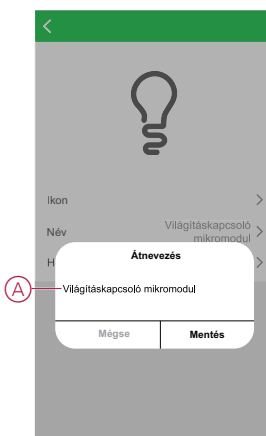 Ikon
Név
Világításkapcsoló
mikromodul
H
Átnevezés
A
Világításkapcsoló mikromodul
Mégse
Mentés